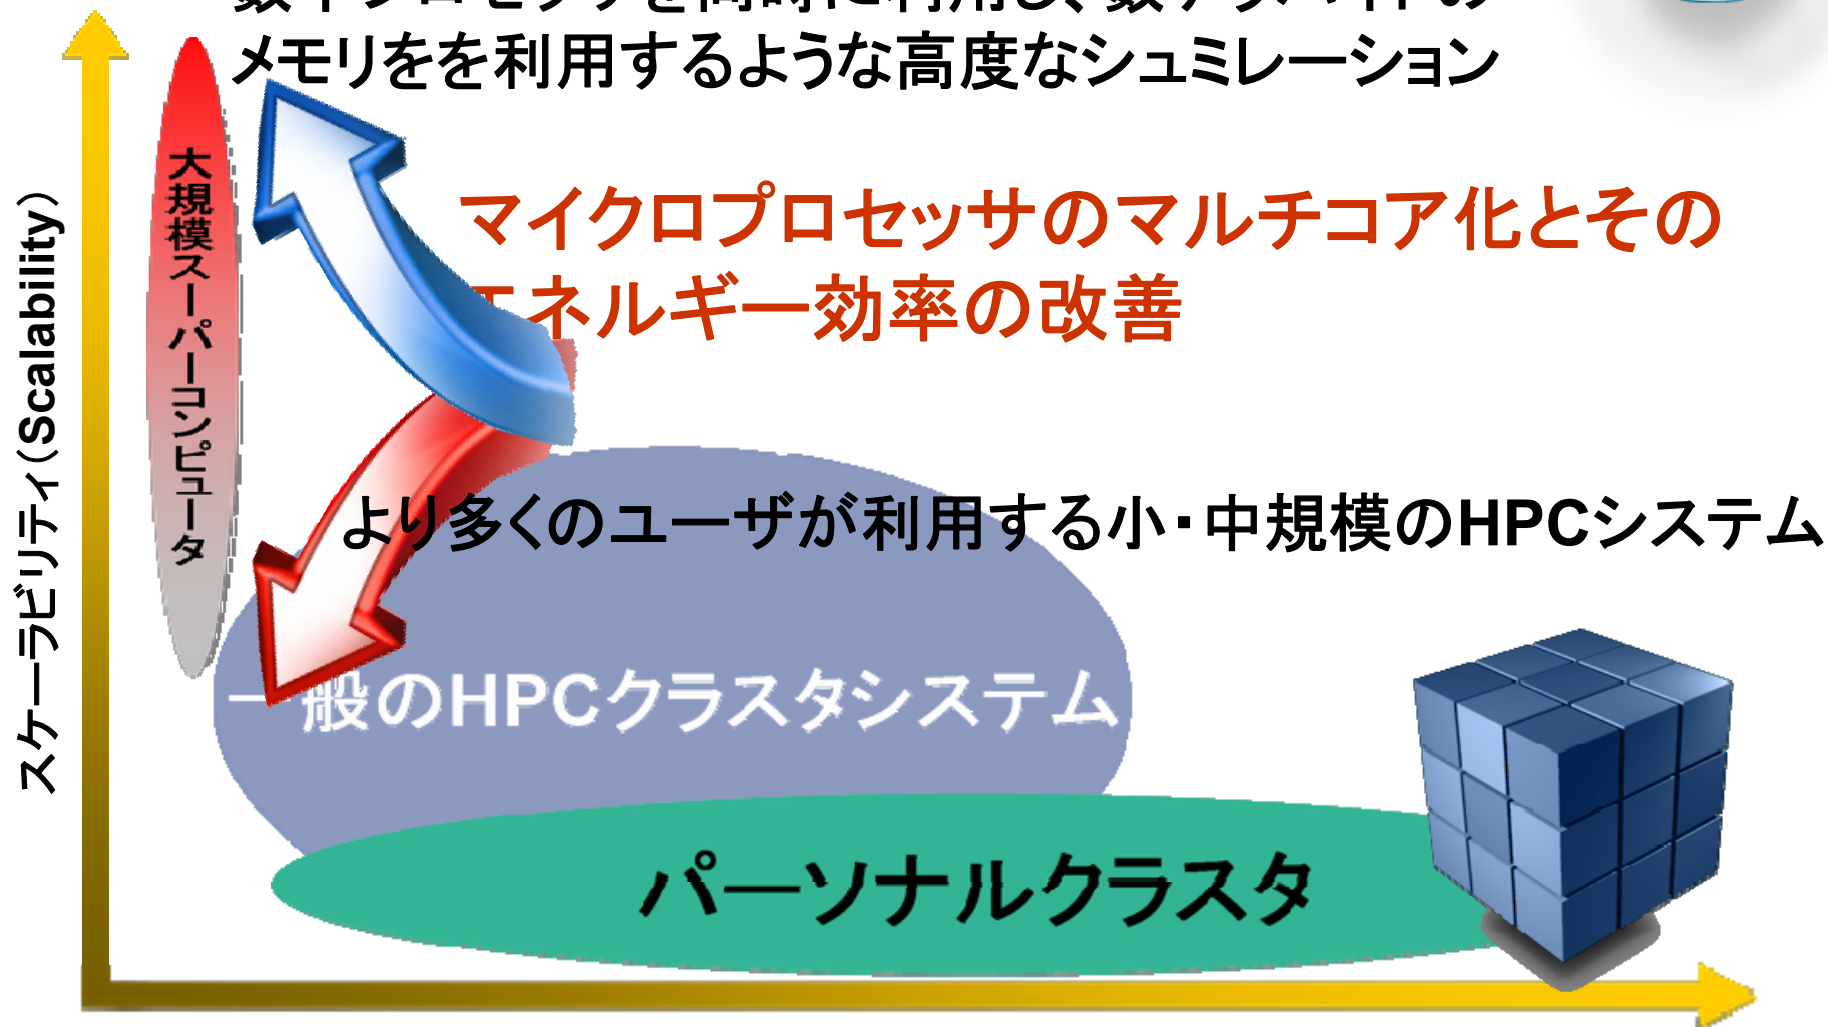 メモリをを利用するような高度なシュミレーション
マイクロプロセッサのマルチコア化とその
エネルギー効率の改善
大規模スーパーコンピュータ
スケーラビリティ(Scalability)
より多くのユーザが利用する小・中規模のHPCシステム
一般のHPCクラスタシステム
パーソナルクラスタ